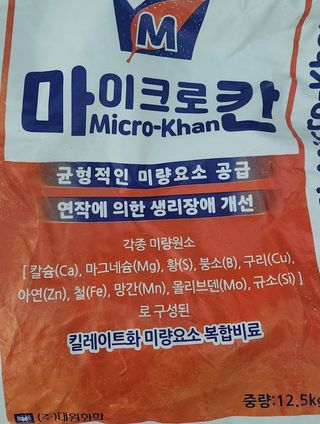 M
마이크로칸
Micro-Khan
균형적인 미량요소 공급
연작에 의한 생리장애 개선
각종 미량원소
[ 칼슘(Ca), 마그네슘(Mg), 황(S), 붕소(B), 구리(Cu),
아연(Zn), 철(Fe), 망간(Mn), 몰리브덴(Mo), 규소(Si) ]
로 구성된
킬레이트화 미량요소 복합비료
중량:12.5kg
(주)대원화학